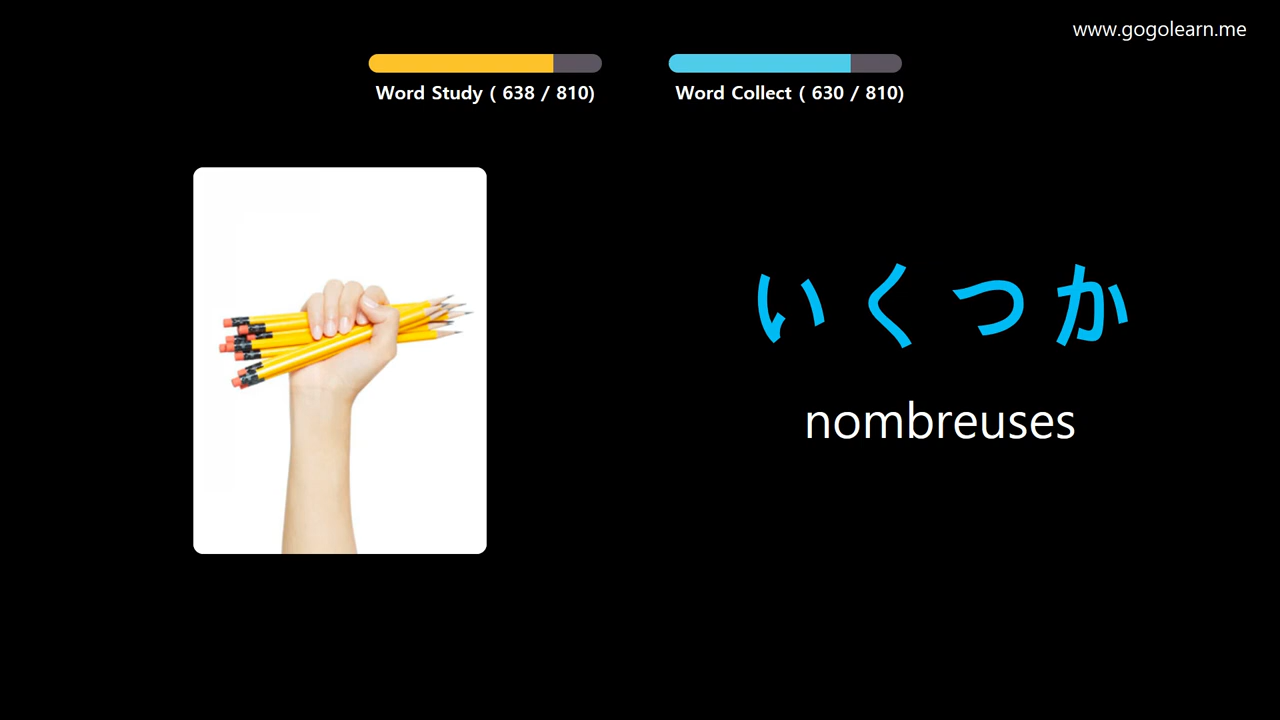 www.gogolearn.me
Word Study ( 638 / 810)
Word Collect ( 630 / 810)
いくつか
nombreuses